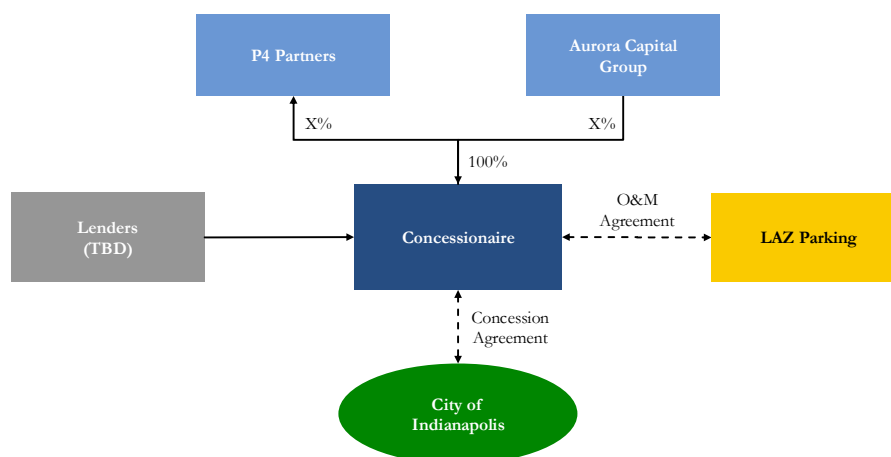 P4 Partners
Aurora Capital
Group
X%
X%
100%
Lenders
(TBD)
Concessionaire
O&M
Agreement
LAZ Parking
Concession
Agreement
City of
Indianapolis